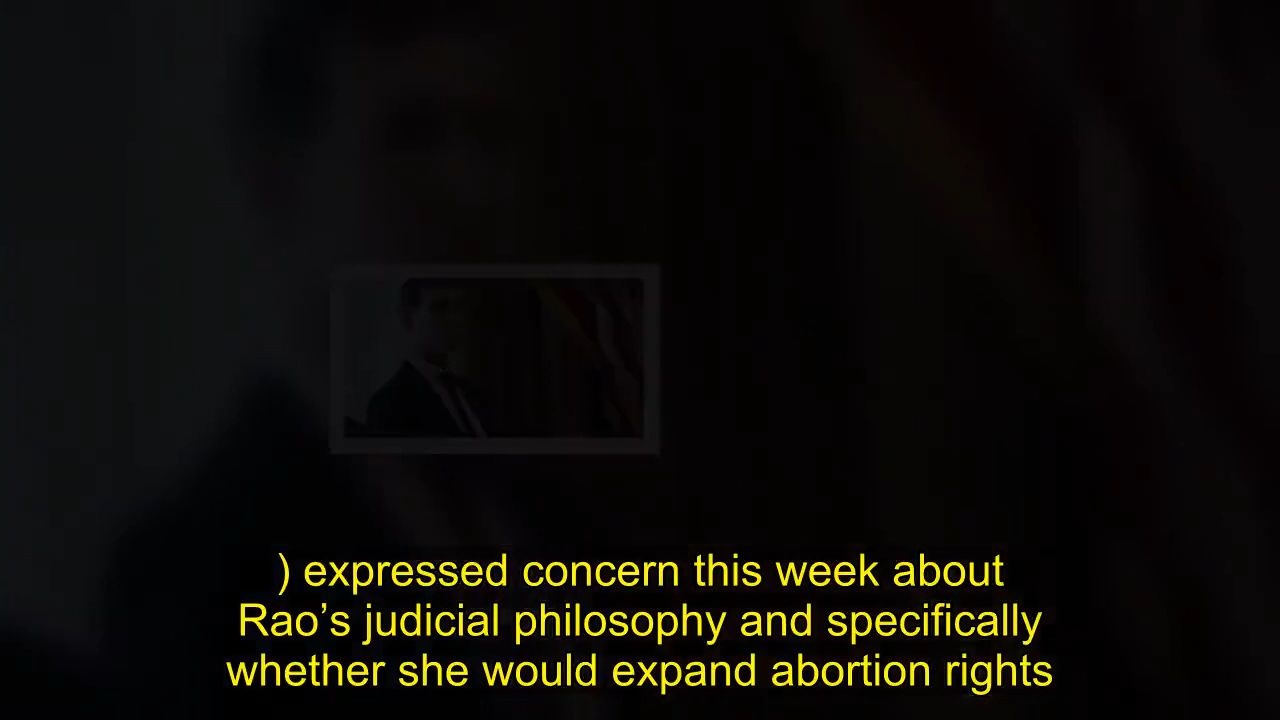 ) expressed concern this week about
Rao’s judicial philosophy and specifically
whether she would expand abortion rights